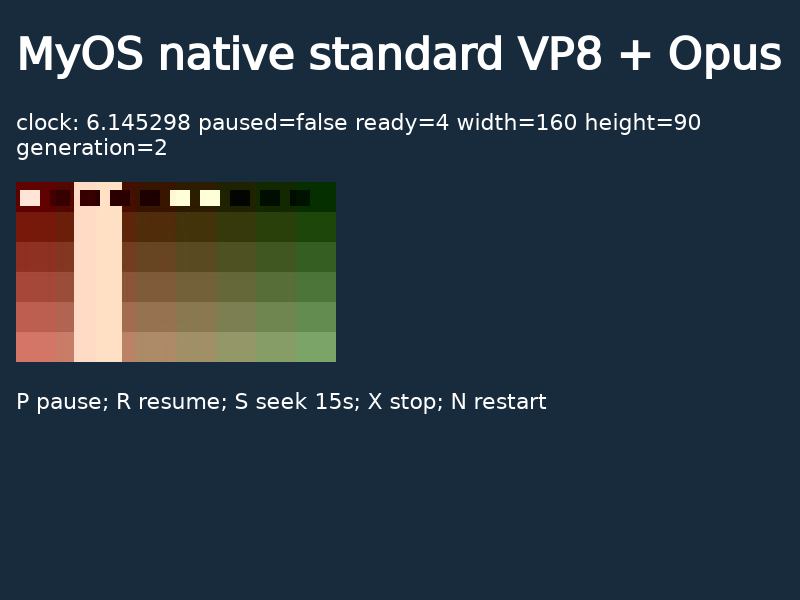 MyOS native standard VP8 + Opus
clock: 6.145298 paused=false ready=4 width=160 height=90
generation=2
P pause; R resume; S seek 15s; X stop; N restart